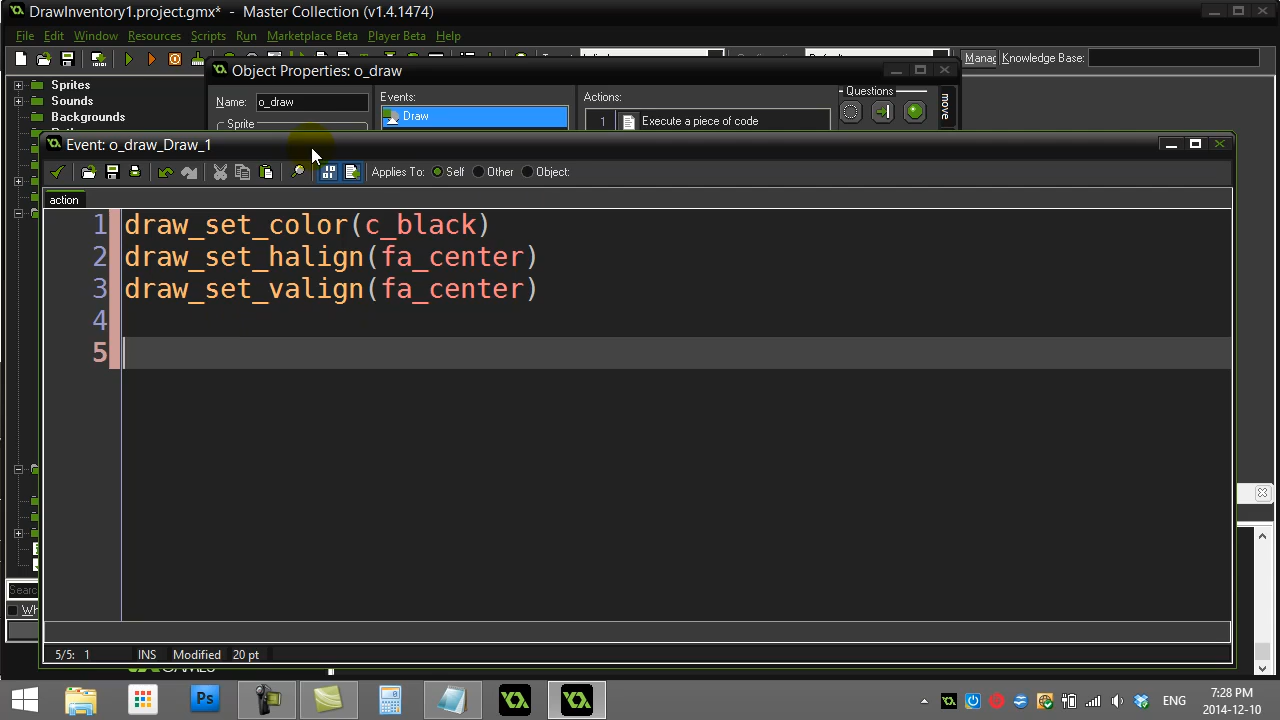 DrawInventory1.project.gmx* - Master Collection (v1.4.1474)
File Edit Window Resources Scripts Run Marketplace Beta Player Beta Help
Knowledge Base:
Sprites
Sounds
Backgrounds
Object Properties: o_draw
Name: o_draw
Sprite
Events:
Draw
Actions:
1 Execute a piece of code
Questions
move
Event: o_draw_Draw_1
Applies To: Self Other Object:
action
1 draw_set_color(c_black)
2 draw_set_halign(fa_center)
3 draw_set_valign(fa_center)
4
5
5/5: 1 INS Modified 20 pt
Ps
ENG
7:28 PM
2014-12-10